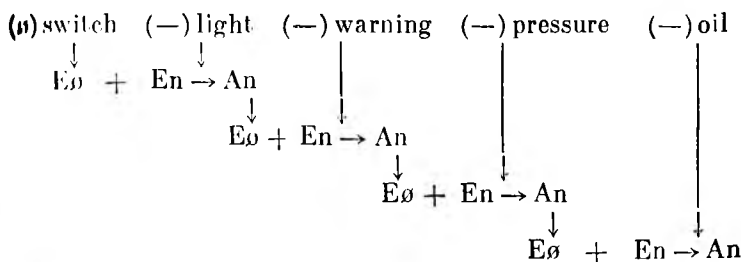 (ø) switch (—) light (—) warning (—) pressure (—) oil
Eø + En → An
Eø + En → An
Eø + En → An
Eø + En → An